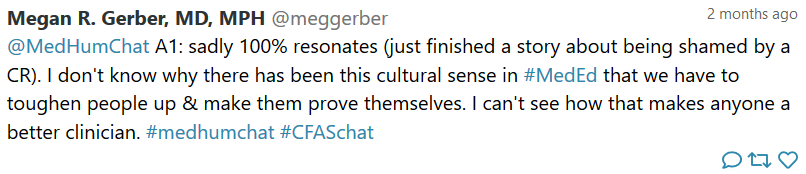 Megan R. Gerber, MD, MPH @meggerber 2 months ago
@MedHumChat A1: sadly 100% resonates (just finished a story about being shamed by a
CR). I don't know why there has been this cultural sense in #MedEd that we have to
toughen people up & make them prove themselves. I can't see how that makes anyone a
better clinician. #medhumchat #CFASchat